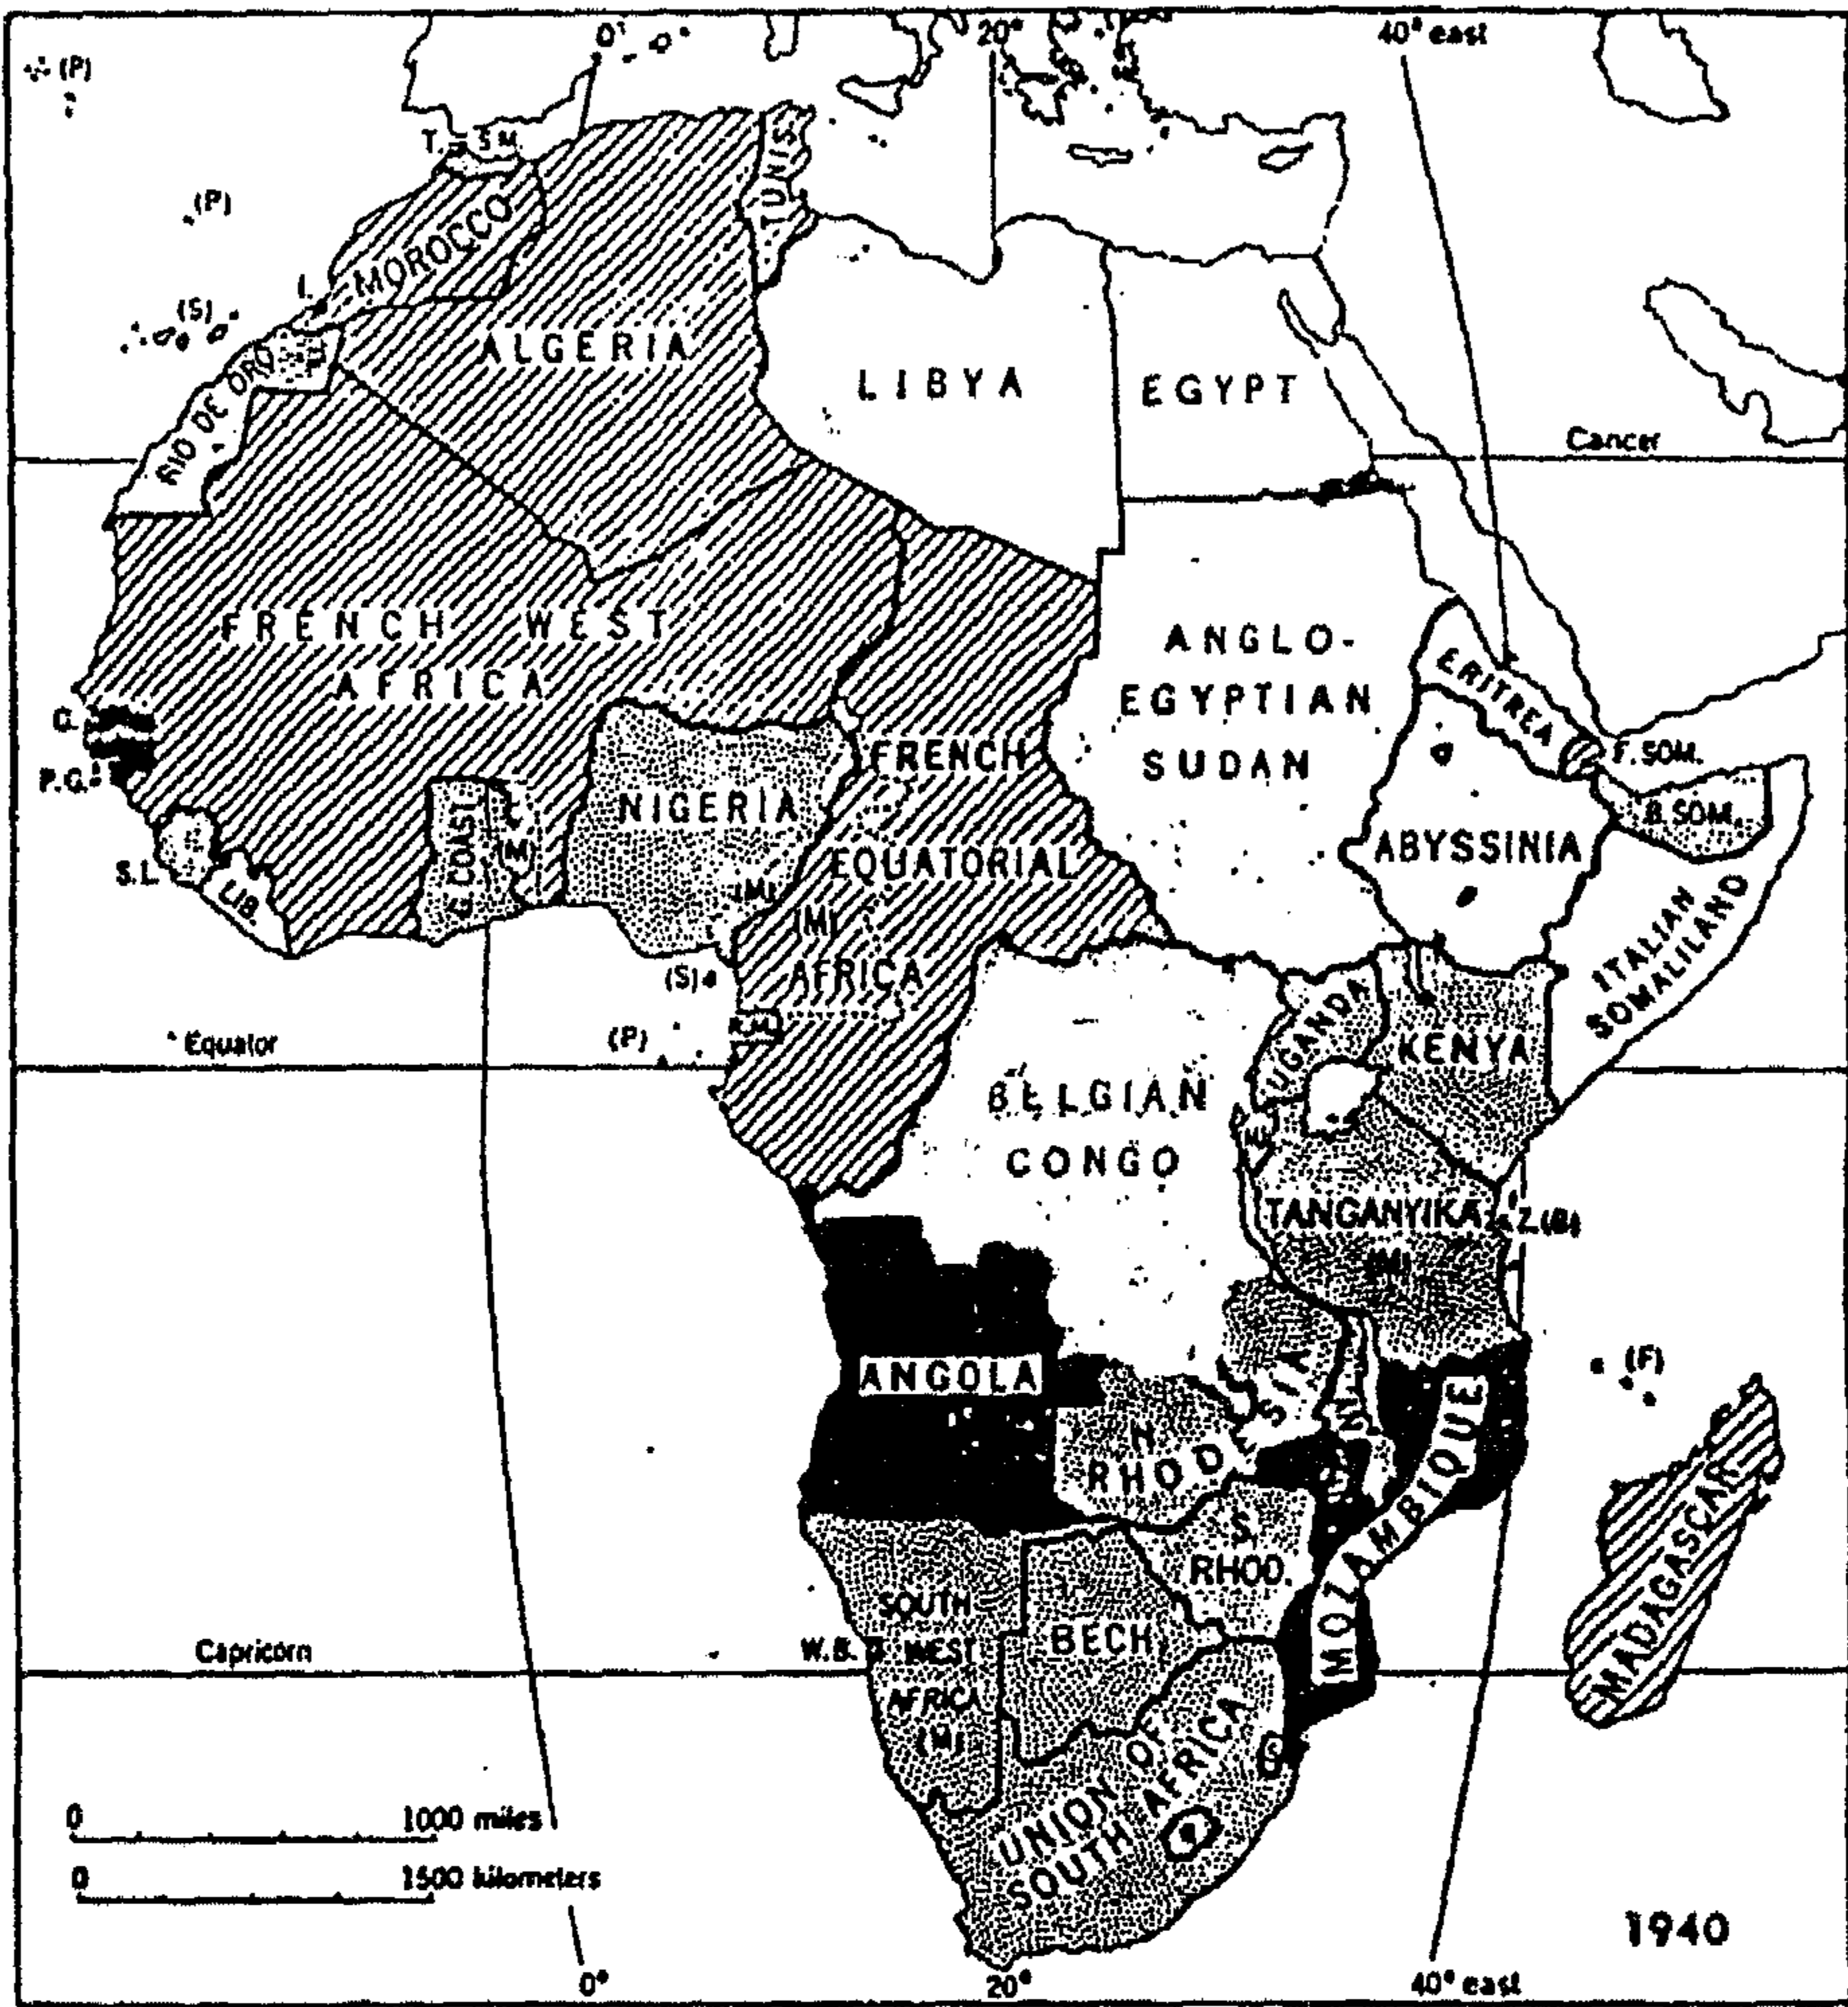 0°
20°
40° east
(P)
T.
S M
TUNIS
(P)
MOROCCO
I.
(S)
ALGERIA
LIBYA
EGYPT
RIO DE ORO
Cancer
FRENCH WEST
AFRICA
ANGLO-
EGYPTIAN
SUDAN
ERITREA
F. SOM.
B. SOM.
G.
P.G.
S.L.
LIB.
G. COAST
(M)
NIGERIA
(M)
FRENCH
EQUATORIAL
(M)
AFRICA
ABYSSINIA
ITALIAN
SOMALILAND
(S)
R.M.
(P)
Equator
UGANDA
KENYA
BELGIAN
CONGO
TANGANYIKA
(M)
Z.(B)
ANGOLA
N.
RHODESIA
(F)
MOZAMBIQUE
MADAGASCAR
S.
RHOD.
SOUTH
WEST
AFRICA
(M)
W.B.
BECH.
Capricorn
UNION OF
SOUTH AFRICA
S
0 1000 miles
0 1500 kilometers
1940
0°
20°
40° east